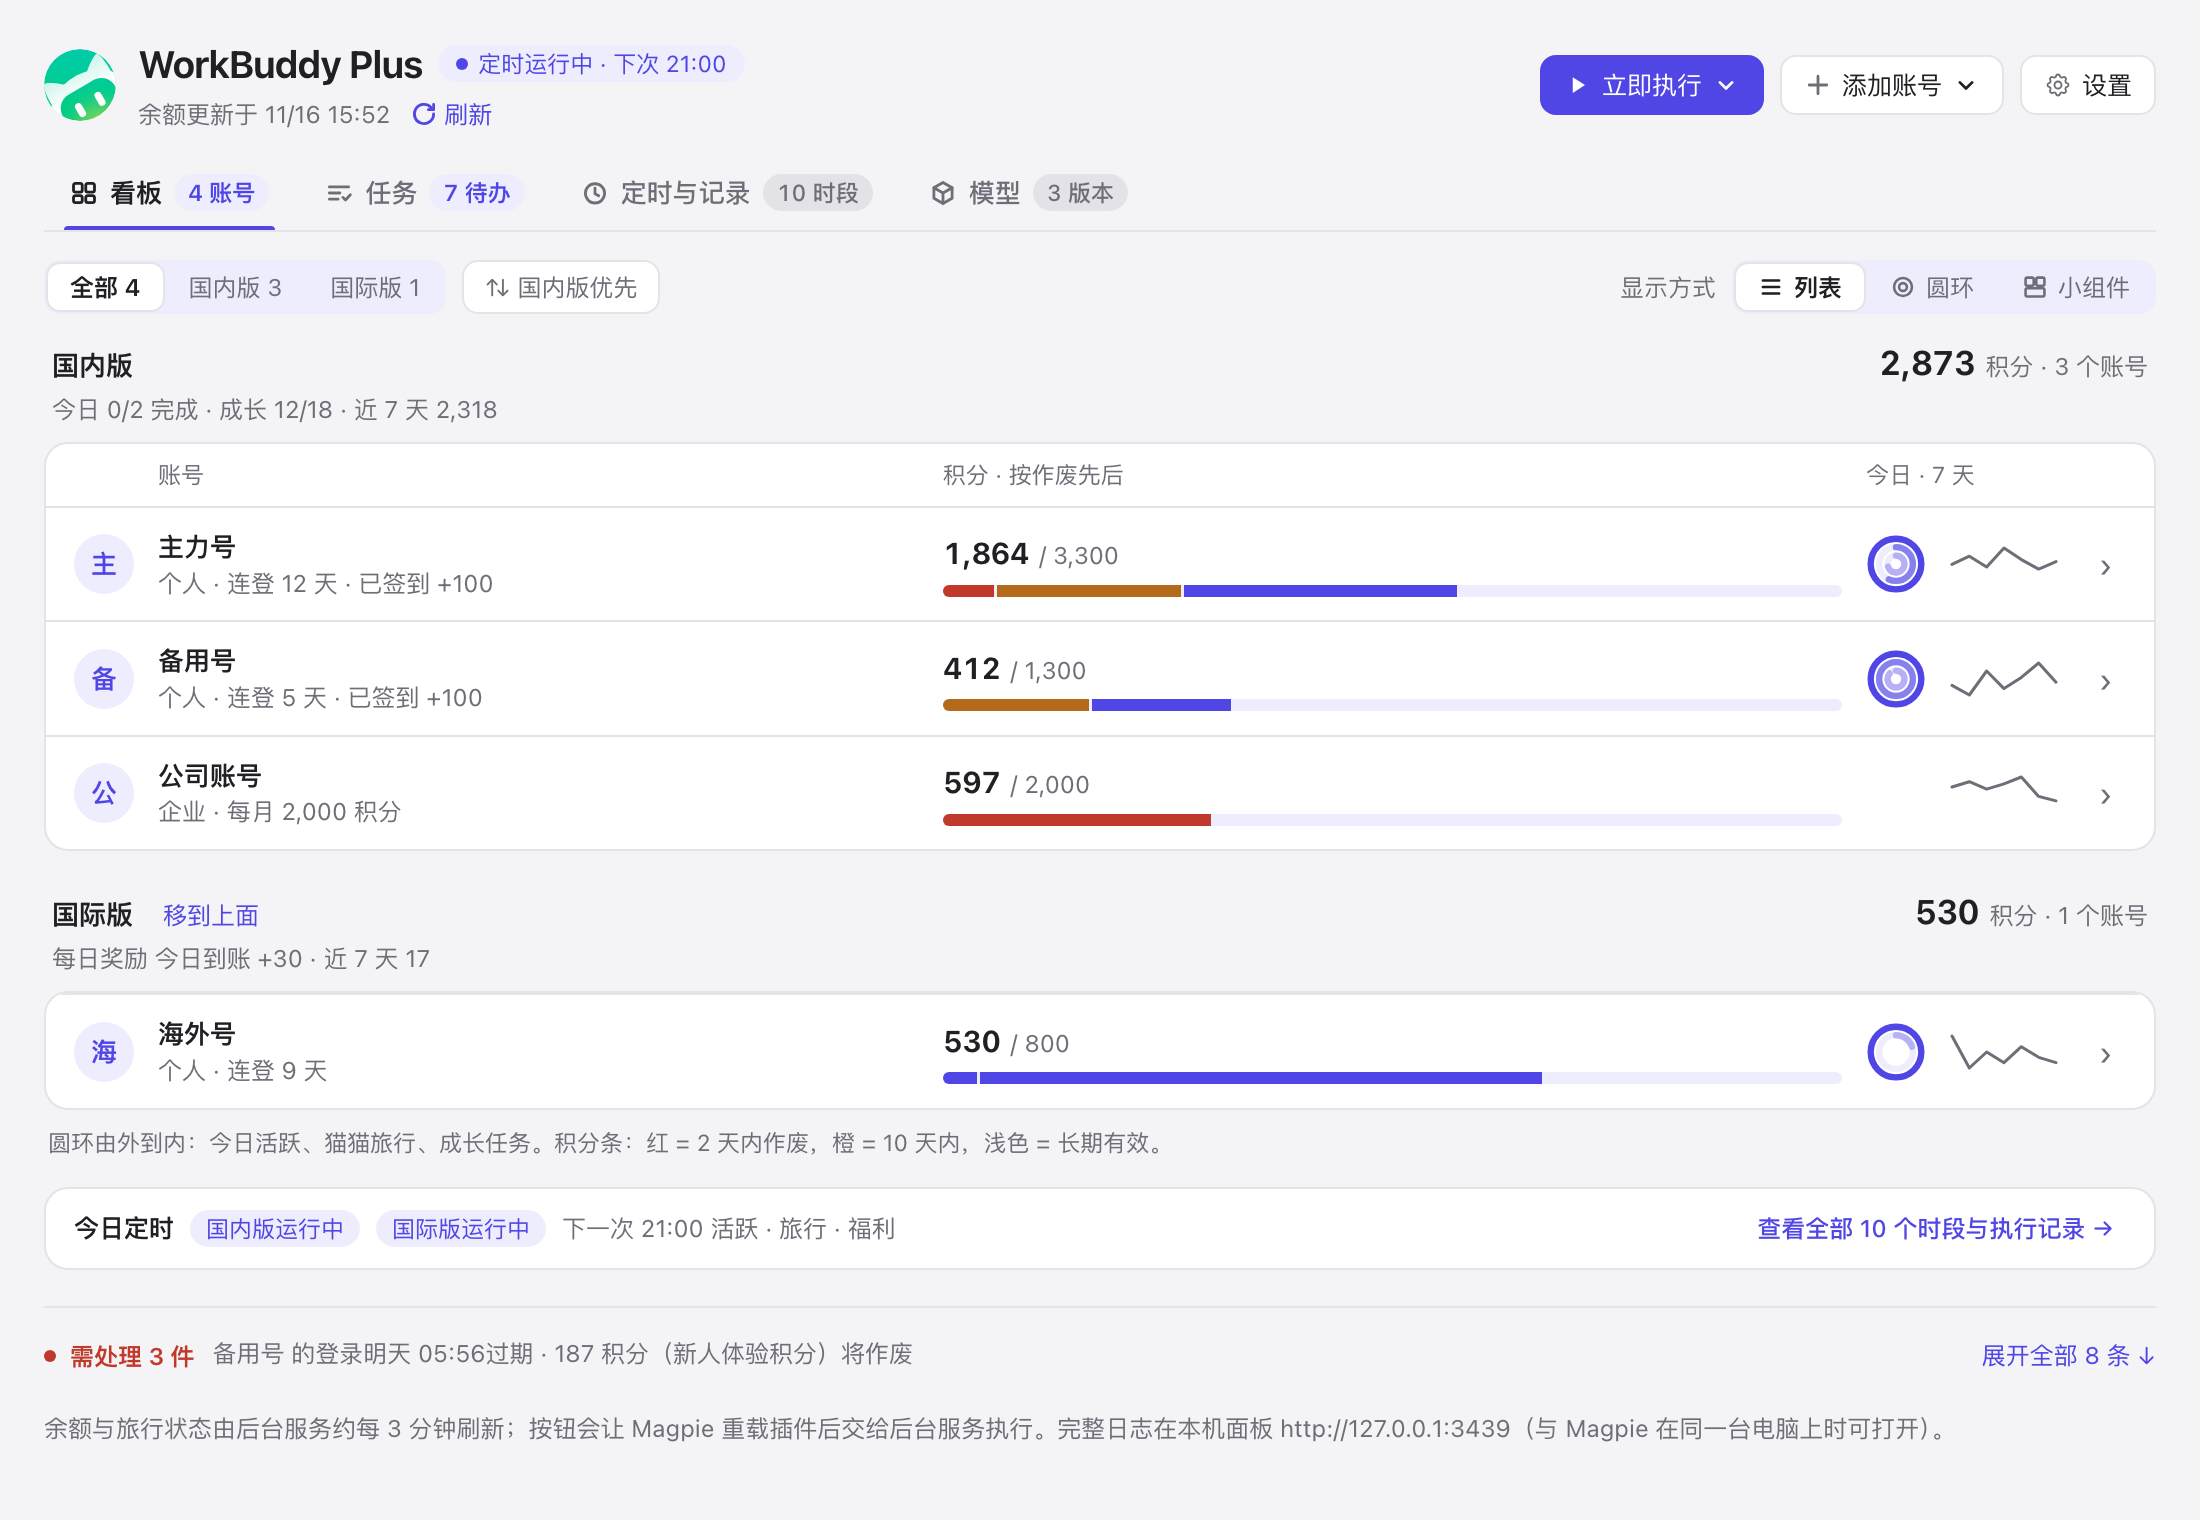 WorkBuddy Plus 定时运行中 · 下次 21:00
余额更新于 11/16 15:52 刷新
立即执行 添加账号 设置
看板 4 账号 任务 7 待办 定时与记录 10 时段 模型 3 版本
全部 4 国内版 3 国际版 1 国内版优先 显示方式 列表 圆环 小组件
国内版 2,873 积分 · 3 个账号
今日 0/2 完成 · 成长 12/18 · 近 7 天 2,318
账号 积分 · 按作废先后 今日 · 7 天
主 主力号 1,864 / 3,300
个人 · 连登 12 天 · 已签到 +100
备 备用号 412 / 1,300
个人 · 连登 5 天 · 已签到 +100
公 公司账号 597 / 2,000
企业 · 每月 2,000 积分
国际版 移到上面 530 积分 · 1 个账号
每日奖励 今日到账 +30 · 近 7 天 17
海 海外号 530 / 800
个人 · 连登 9 天
圆环由外到内：今日活跃、猫猫旅行、成长任务。积分条：红 = 2 天内作废，橙 = 10 天内，浅色 = 长期有效。
今日定时 国内版运行中 国际版运行中 下一次 21:00 活跃 · 旅行 · 福利 查看全部 10 个时段与执行记录 →
需处理 3 件 备用号 的登录明天 05:56过期 · 187 积分（新人体验积分）将作废 展开全部 8 条 ↓
余额与旅行状态由后台服务约每 3 分钟刷新；按钮会让 Magpie 重载插件后交给后台服务执行。完整日志在本机面板 http://127.0.0.1:3439（与 Magpie 在同一台电脑上时可打开）。